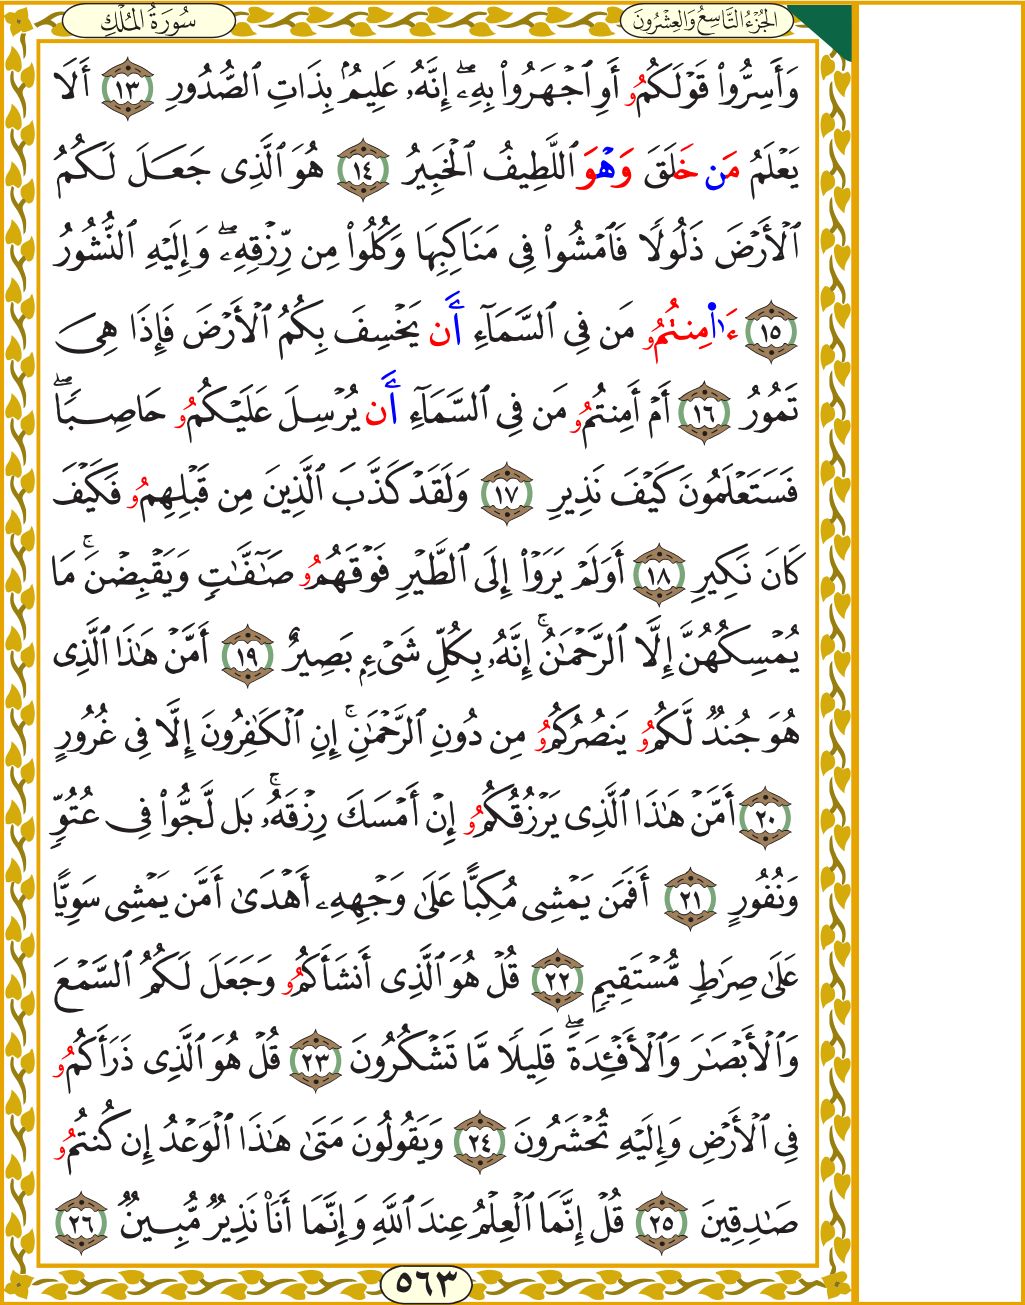 سُورَةُ المُلْكِ
الجُزْءُ التَّاسِعُ وَالعِشْرُونَ
وَأَسِرُّوا۟ قَوْلَكُمُۥ أَوِ ٱجْهَرُوا۟ بِهِۦٓ ۖ إِنَّهُۥ عَلِيمٌۢ بِذَاتِ ٱلصُّدُورِ ١٣ أَلَا
يَعْلَمُ مَن خَلَقَ وَهْوَ ٱللَّطِيفُ ٱلْخَبِيرُ ١٤ هُوَ ٱلَّذِى جَعَلَ لَكُمُ
ٱلْأَرْضَ ذَلُولًا فَٱمْشُوا۟ فِى مَنَاكِبِهَا وَكُلُوا۟ مِن رِّزْقِهِۦ ۖ وَإِلَيْهِ ٱلنُّشُورُ
١٥ ءَا۬مِنتُمُۥ مَن فِى ٱلسَّمَآءِ أَن يَخْسِفَ بِكُمُ ٱلْأَرْضَ فَإِذَا هِىَ
تَمُورُ ١٦ أَمْ أَمِنتُمُۥ مَن فِى ٱلسَّمَآءِ أَن يُرْسِلَ عَلَيْكُمُۥ حَاصِبًا ۖ
فَسَتَعْلَمُونَ كَيْفَ نَذِيرِ ١٧ وَلَقَدْ كَذَّبَ ٱلَّذِينَ مِن قَبْلِهِمُۥ فَكَيْفَ
كَانَ نَكِيرِ ١٨ أَوَلَمْ يَرَوْا۟ إِلَى ٱلطَّيْرِ فَوْقَهُمُۥ صَـٰٓفَّـٰتٍ وَيَقْبِضْنَ ۚ مَا
يُمْسِكُهُنَّ إِلَّا ٱلرَّحْمَـٰنُ ۚ إِنَّهُۥ بِكُلِّ شَىْءٍۭ بَصِيرٌ ١٩ أَمَّنْ هَـٰذَا ٱلَّذِى
هُوَ جُندٌ لَّكُمُۥ يَنصُرُكُمُۥ مِن دُونِ ٱلرَّحْمَـٰنِ ۚ إِنِ ٱلْكَـٰفِرُونَ إِلَّا فِى غُرُورٍ
٢٠ أَمَّنْ هَـٰذَا ٱلَّذِى يَرْزُقُكُمُۥ إِنْ أَمْسَكَ رِزْقَهُۥ ۚ بَل لَّجُّوا۟ فِى عُتُوٍّ
وَنُفُورٍ ٢١ أَفَمَن يَمْشِى مُكِبًّا عَلَىٰ وَجْهِهِۦٓ أَهْدَىٰٓ أَمَّن يَمْشِى سَوِيًّا
عَلَىٰ صِرَٰطٍ مُّسْتَقِيمٍ ٢٢ قُلْ هُوَ ٱلَّذِىٓ أَنشَأَكُمُۥ وَجَعَلَ لَكُمُ ٱلسَّمْعَ
وَٱلْأَبْصَـٰرَ وَٱلْأَفْـِٔدَةَ ۖ قَلِيلًا مَّا تَشْكُرُونَ ٢٣ قُلْ هُوَ ٱلَّذِى ذَرَأَكُمُۥ
فِى ٱلْأَرْضِ وَإِلَيْهِ تُحْشَرُونَ ٢٤ وَيَقُولُونَ مَتَىٰ هَـٰذَا ٱلْوَعْدُ إِن كُنتُمُۥ
صَـٰدِقِينَ ٢٥ قُلْ إِنَّمَا ٱلْعِلْمُ عِندَ ٱللَّهِ وَإِنَّمَآ أَنَا۠ نَذِيرٌ مُّبِينٌ ٢٦
٥٦٣